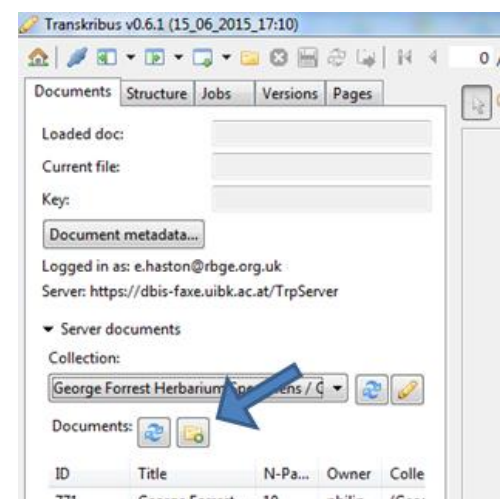 Transkribus v0.6.1 (15_06_2015_17:10)
0 /
Documents Structure Jobs Versions Pages
Loaded doc:
Current file:
Key:
Document metadata...
Logged in as: e.haston@rbge.org.uk
Server: https://dbis-faxe.uibk.ac.at/TrpServer
Server documents
Collection:
George Forrest Herbarium / 
Documents:
ID Title N-Pa... Owner Colle